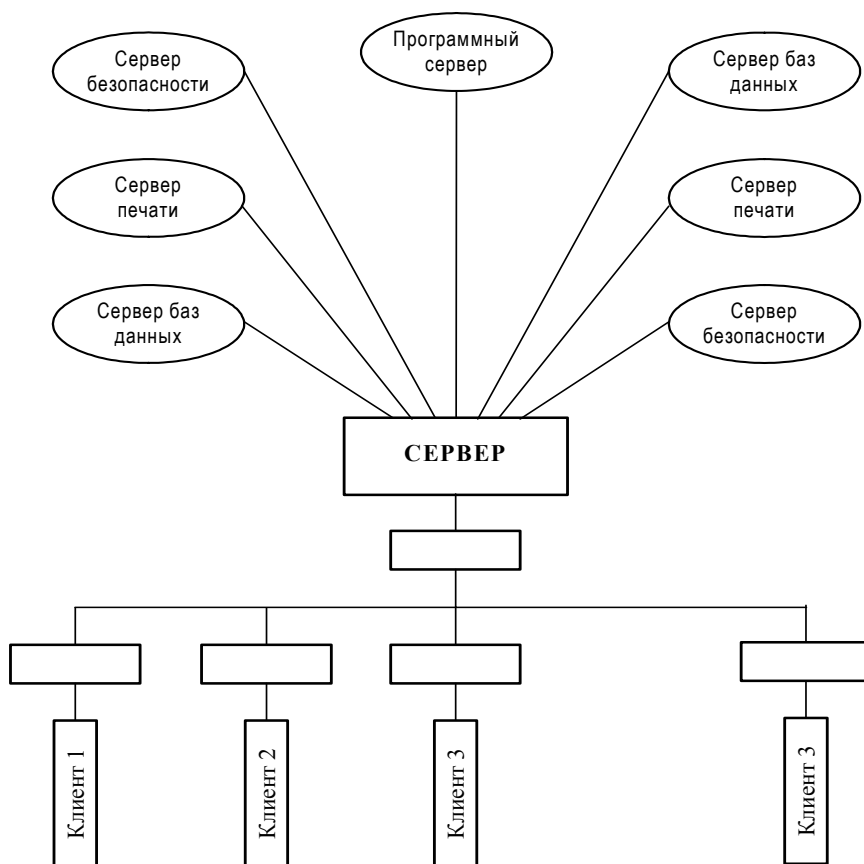 Сервер
безопасности
Программный
сервер
Сервер баз
данных
Сервер
печати
Сервер
печати
Сервер баз
данных
Сервер
безопасности
СЕРВЕР
Клиент 1
Клиент 2
Клиент 3
Клиент 3